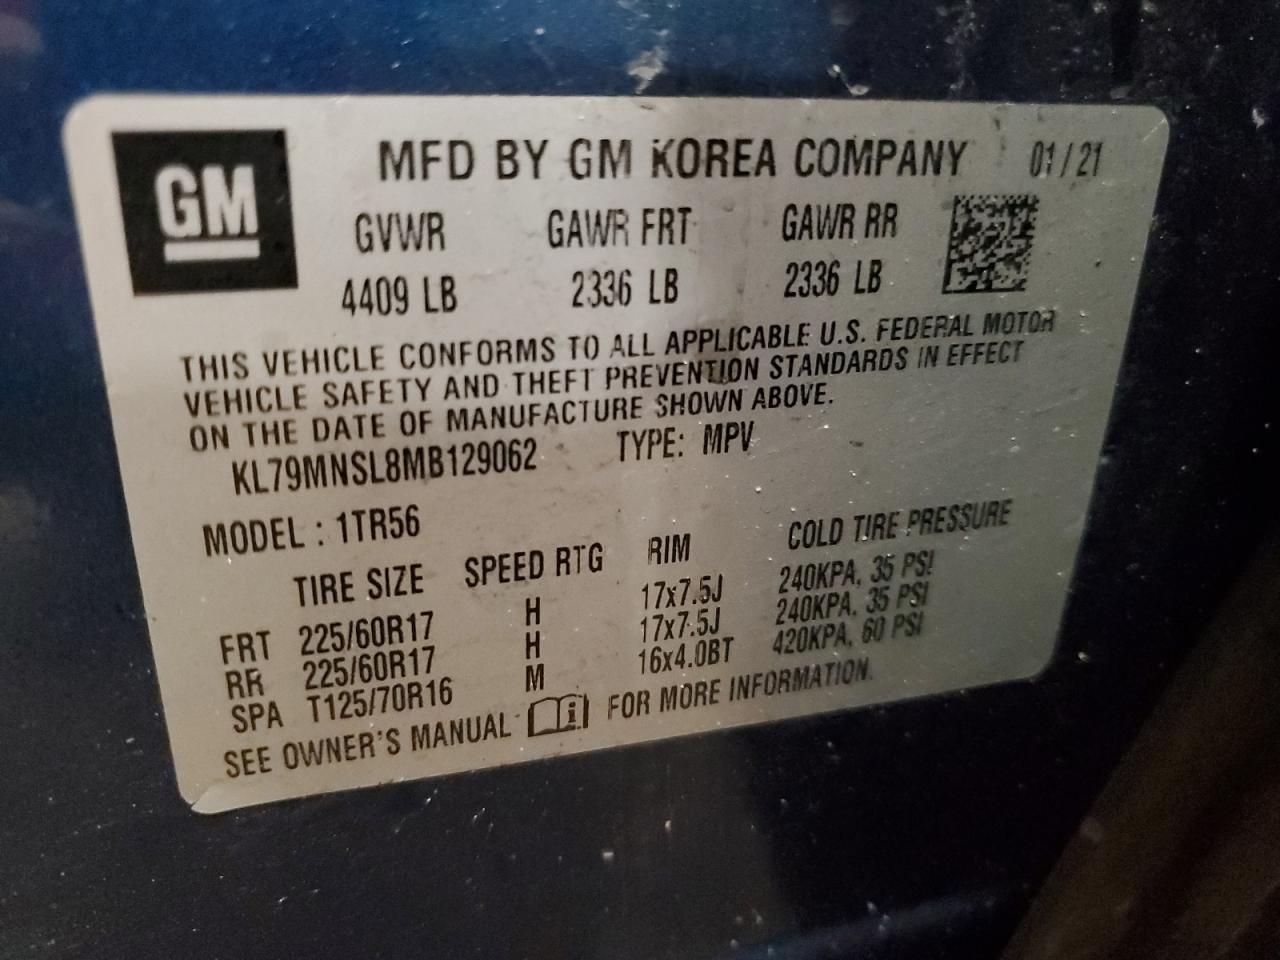 GM
MFD BY GM KOREA COMPANY 01/21
GVWR GAWR FRT GAWR RR
4409 LB 2336 LB 2336 LB
THIS VEHICLE CONFORMS TO ALL APPLICABLE U.S. FEDERAL MOTOR
VEHICLE SAFETY AND THEFT PREVENTION STANDARDS IN EFFECT
ON THE DATE OF MANUFACTURE SHOWN ABOVE.
KL79MNSL8MB129062 TYPE: MPV
MODEL : 1TR56
TIRE SIZE SPEED RTG RIM COLD TIRE PRESSURE
FRT 225/60R17 H 17x7.5J 240KPA, 35 PSI
RR 225/60R17 H 17x7.5J 240KPA, 35 PSI
SPA T125/70R16 M 16x4.0BT 420KPA, 60 PSI
SEE OWNER'S MANUAL i FOR MORE INFORMATION.